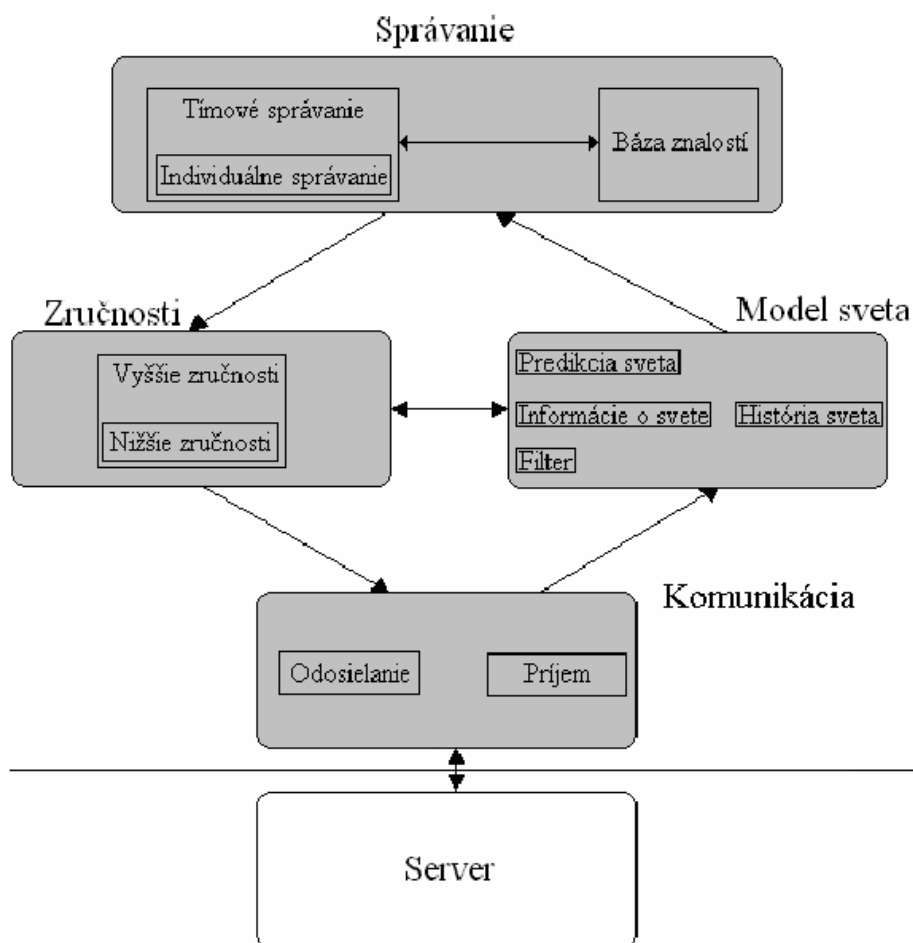 Správanie
Tímové správanie
Individuálne správanie
Báza znalostí
Zručnosti
Model sveta
Vyššie zručnosti
Nižšie zručnosti
Predikcia sveta
Informácie o svete
História sveta
Filter
Komunikácia
Odosielanie
Príjem
Server